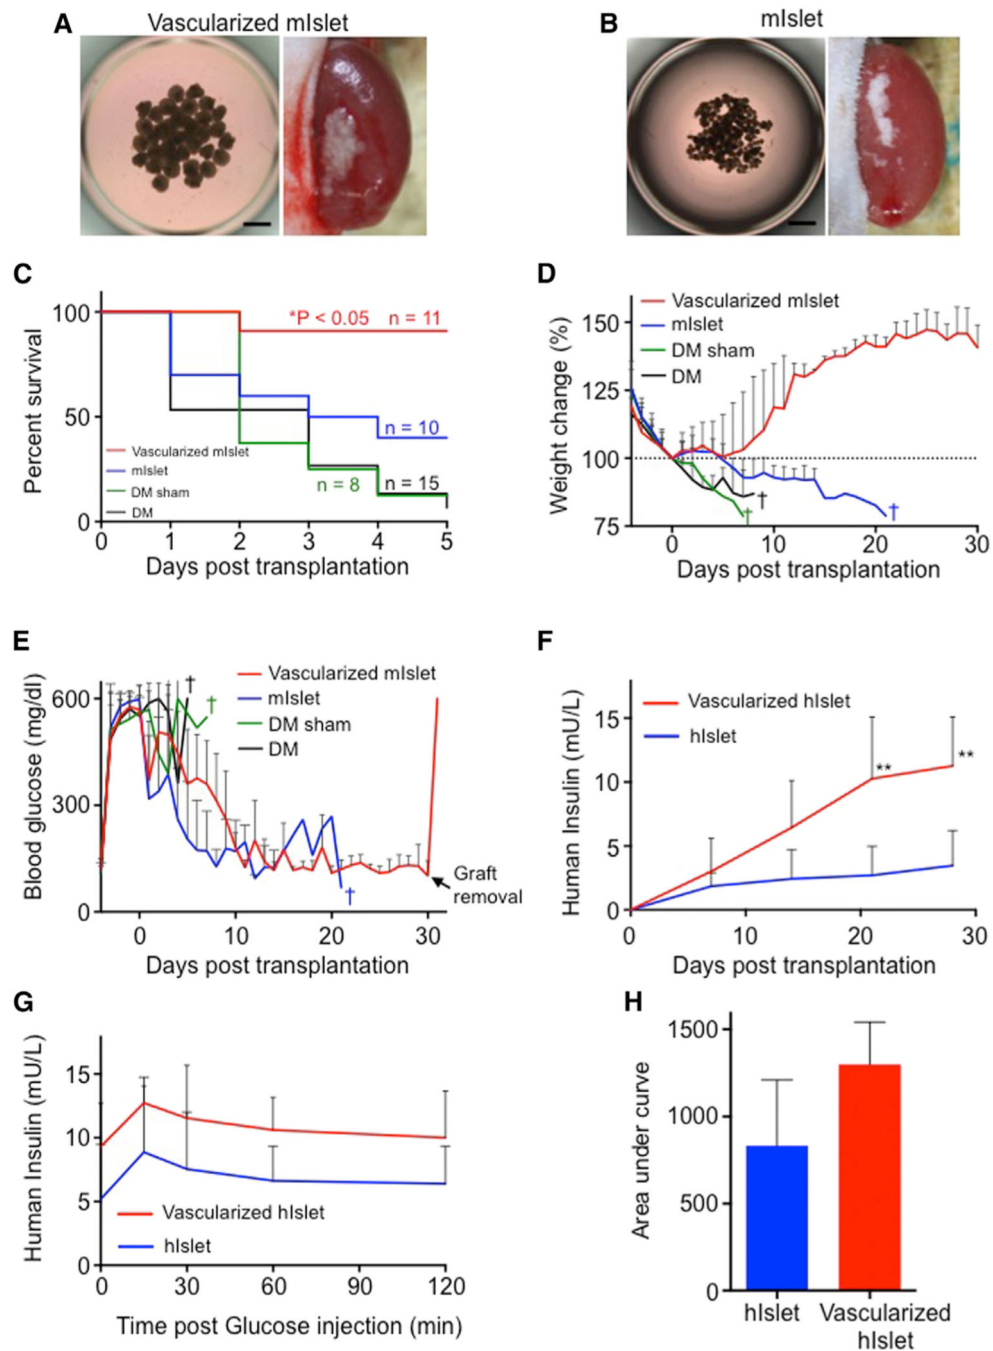 A
Vascularized mIslet
B
mIslet
C
Percent survival
100
50
0
*P < 0.05 n = 11
n = 10
n = 8
n = 15
Vascularized mIslet
mIslet
DM sham
DM
0 1 2 3 4 5
Days post transplantation
D
Weight change (%)
150
125
100
75
Vascularized mIslet
mIslet
DM sham
DM
†
†
†
0 10 20 30
Days post transplantation
E
Blood glucose (mg/dl)
600
300
0
Vascularized mIslet
mIslet
DM sham
DM
†
†
†
Graft
removal
0 10 20 30
Days post transplantation
F
Human Insulin (mU/L)
15
10
5
0
Vascularized hIslet
hIslet
**
**
0 10 20 30
Days post transplantation
G
Human Insulin (mU/L)
15
10
5
0
Vascularized hIslet
hIslet
0 30 60 90 120
Time post Glucose injection (min)
H
Area under curve
1500
1000
500
0
hIslet
Vascularized
hIslet